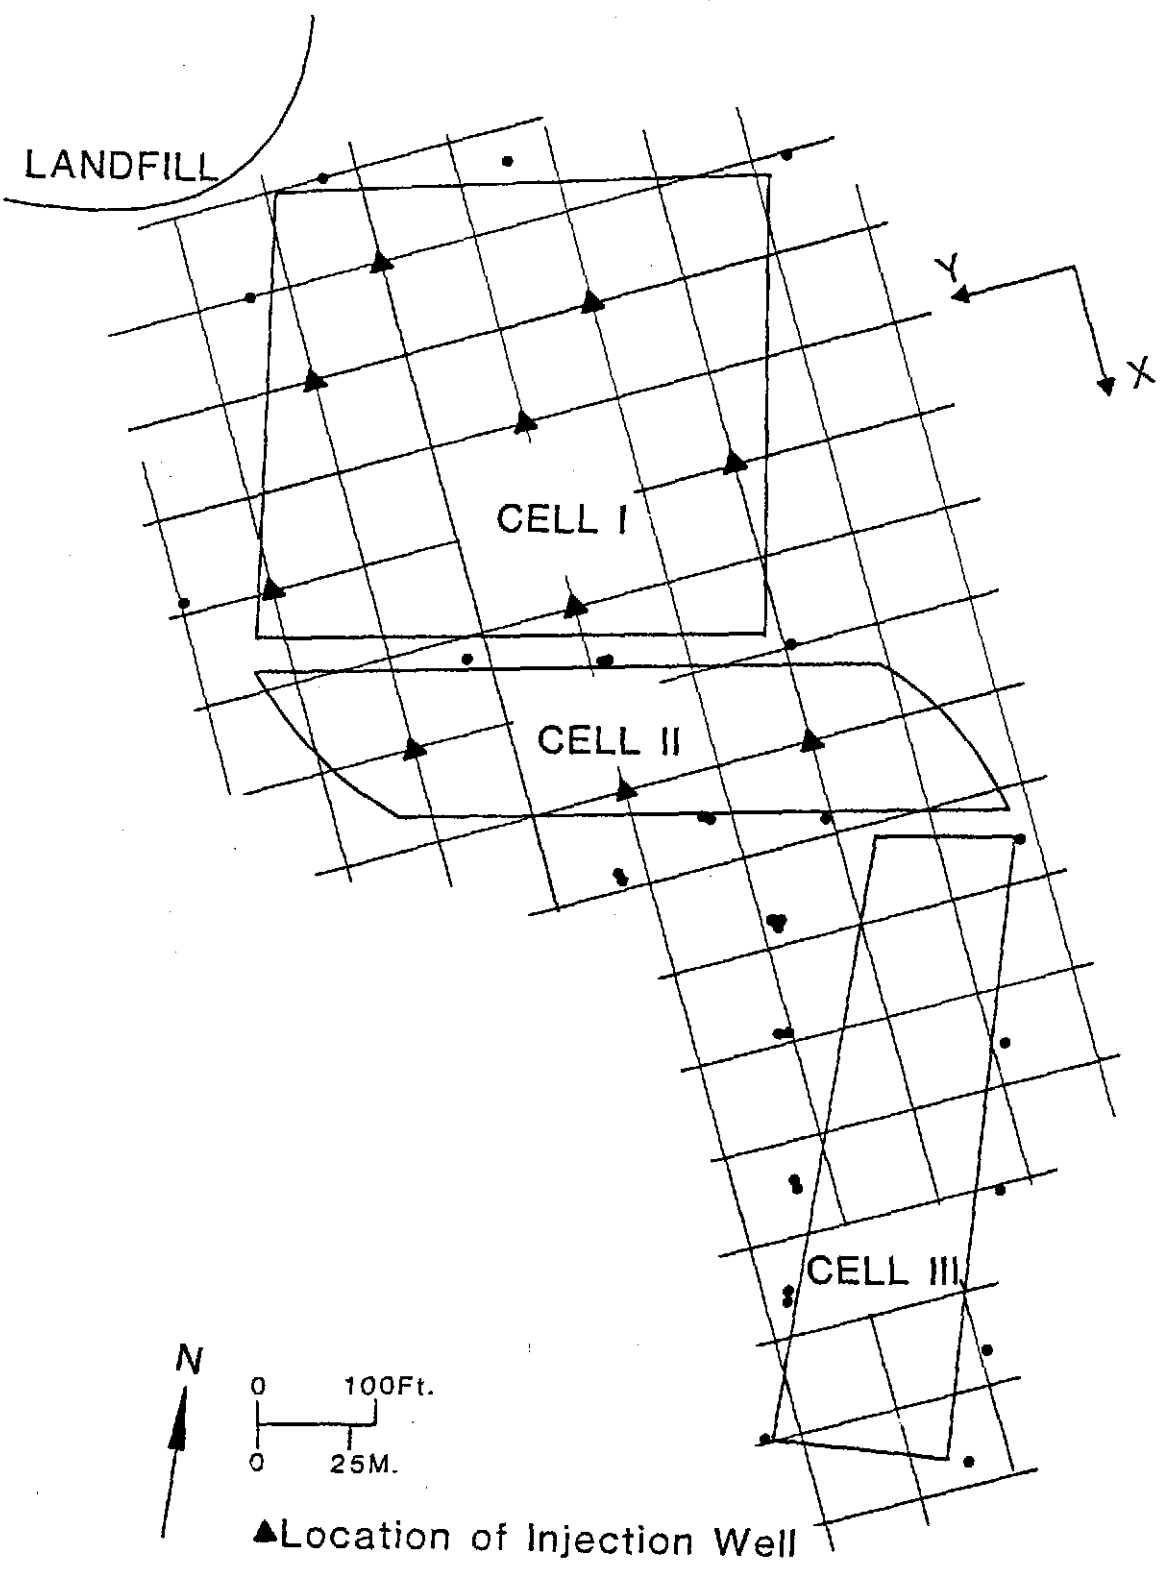 LANDFILL
Y
X
CELL I
CELL II
CELL III
N
0 100Ft.
0 25M.
▲Location of Injection Well